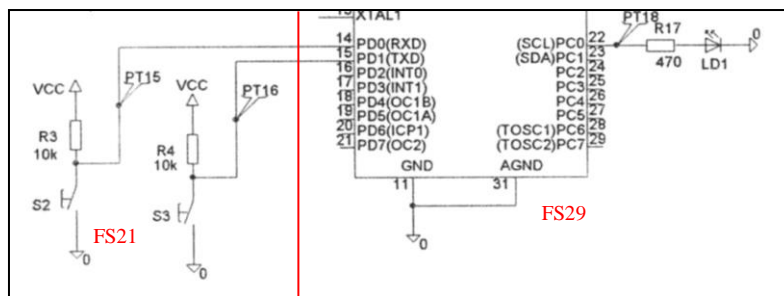 13 XTAL1
14 PD0(RXD)
15 PD1(TXD)
16 PD2(INT0)
17 PD3(INT1)
18 PD4(OC1B)
19 PD5(OC1A)
20 PD6(ICP1)
21 PD7(OC2)
(SCL)PC0 22
(SDA)PC1 23
PC2 24
PC3 25
PC4 26
PC5 27
(TOSC1)PC6 28
(TOSC2)PC7 29
GND
AGND
11
31
0
PT18
R17
470
LD1
0
FS29
PT15
VCC
R3
10k
S2
0
PT16
VCC
R4
10k
S3
0
FS21